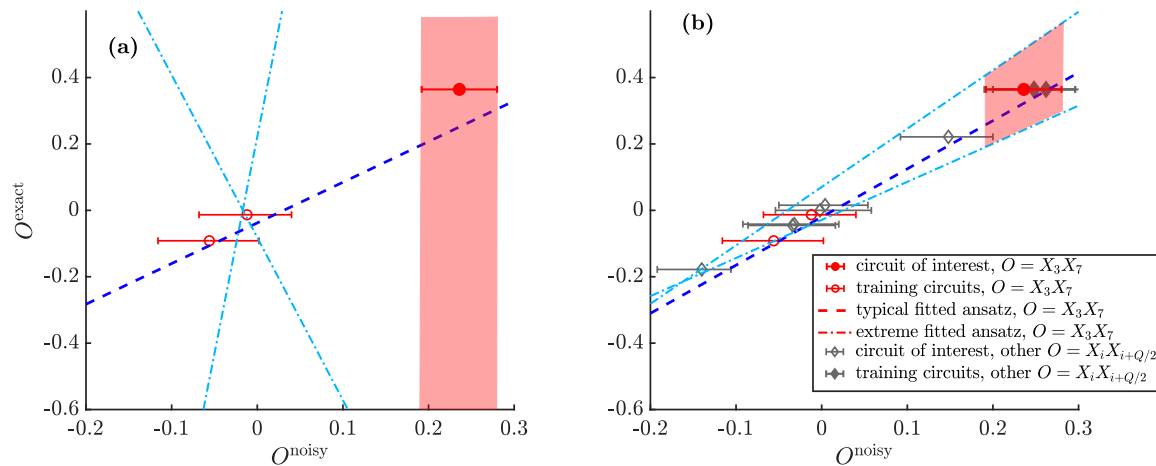 (a)
0.4
0.2
0
-0.2
-0.4
-0.6
-0.2
-0.1
0
0.1
0.2
0.3
O^exact
O^noisy
(b)
0.4
0.2
0
-0.2
-0.4
-0.6
-0.2
-0.1
0
0.1
0.2
0.3
O^noisy
circuit of interest, O = X_3X_7
training circuits, O = X_3X_7
typical fitted ansatz, O = X_3X_7
extreme fitted ansatz, O = X_3X_7
circuit of interest, other O = X_iX_{i+Q/2}
training circuits, other O = X_iX_{i+Q/2}